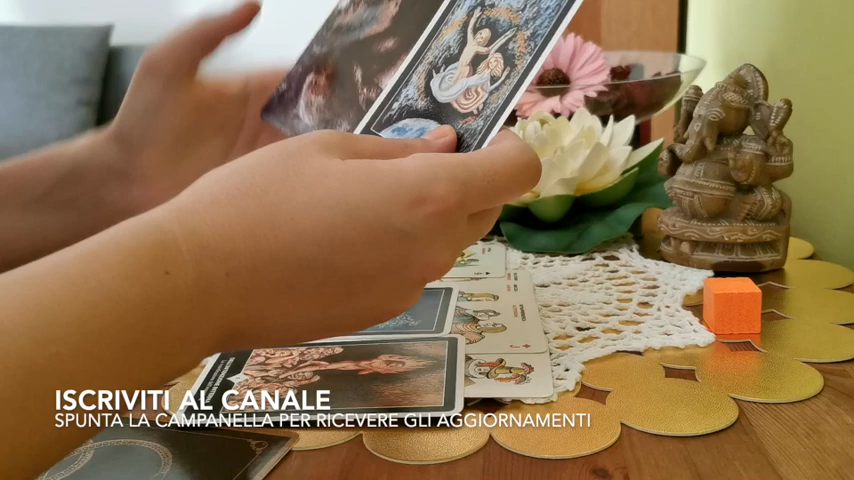 ISCRIVITI AL CANALE
SPUNTA LA CAMPANELLA PER RICEVERE GLI AGGIORNAMENTI